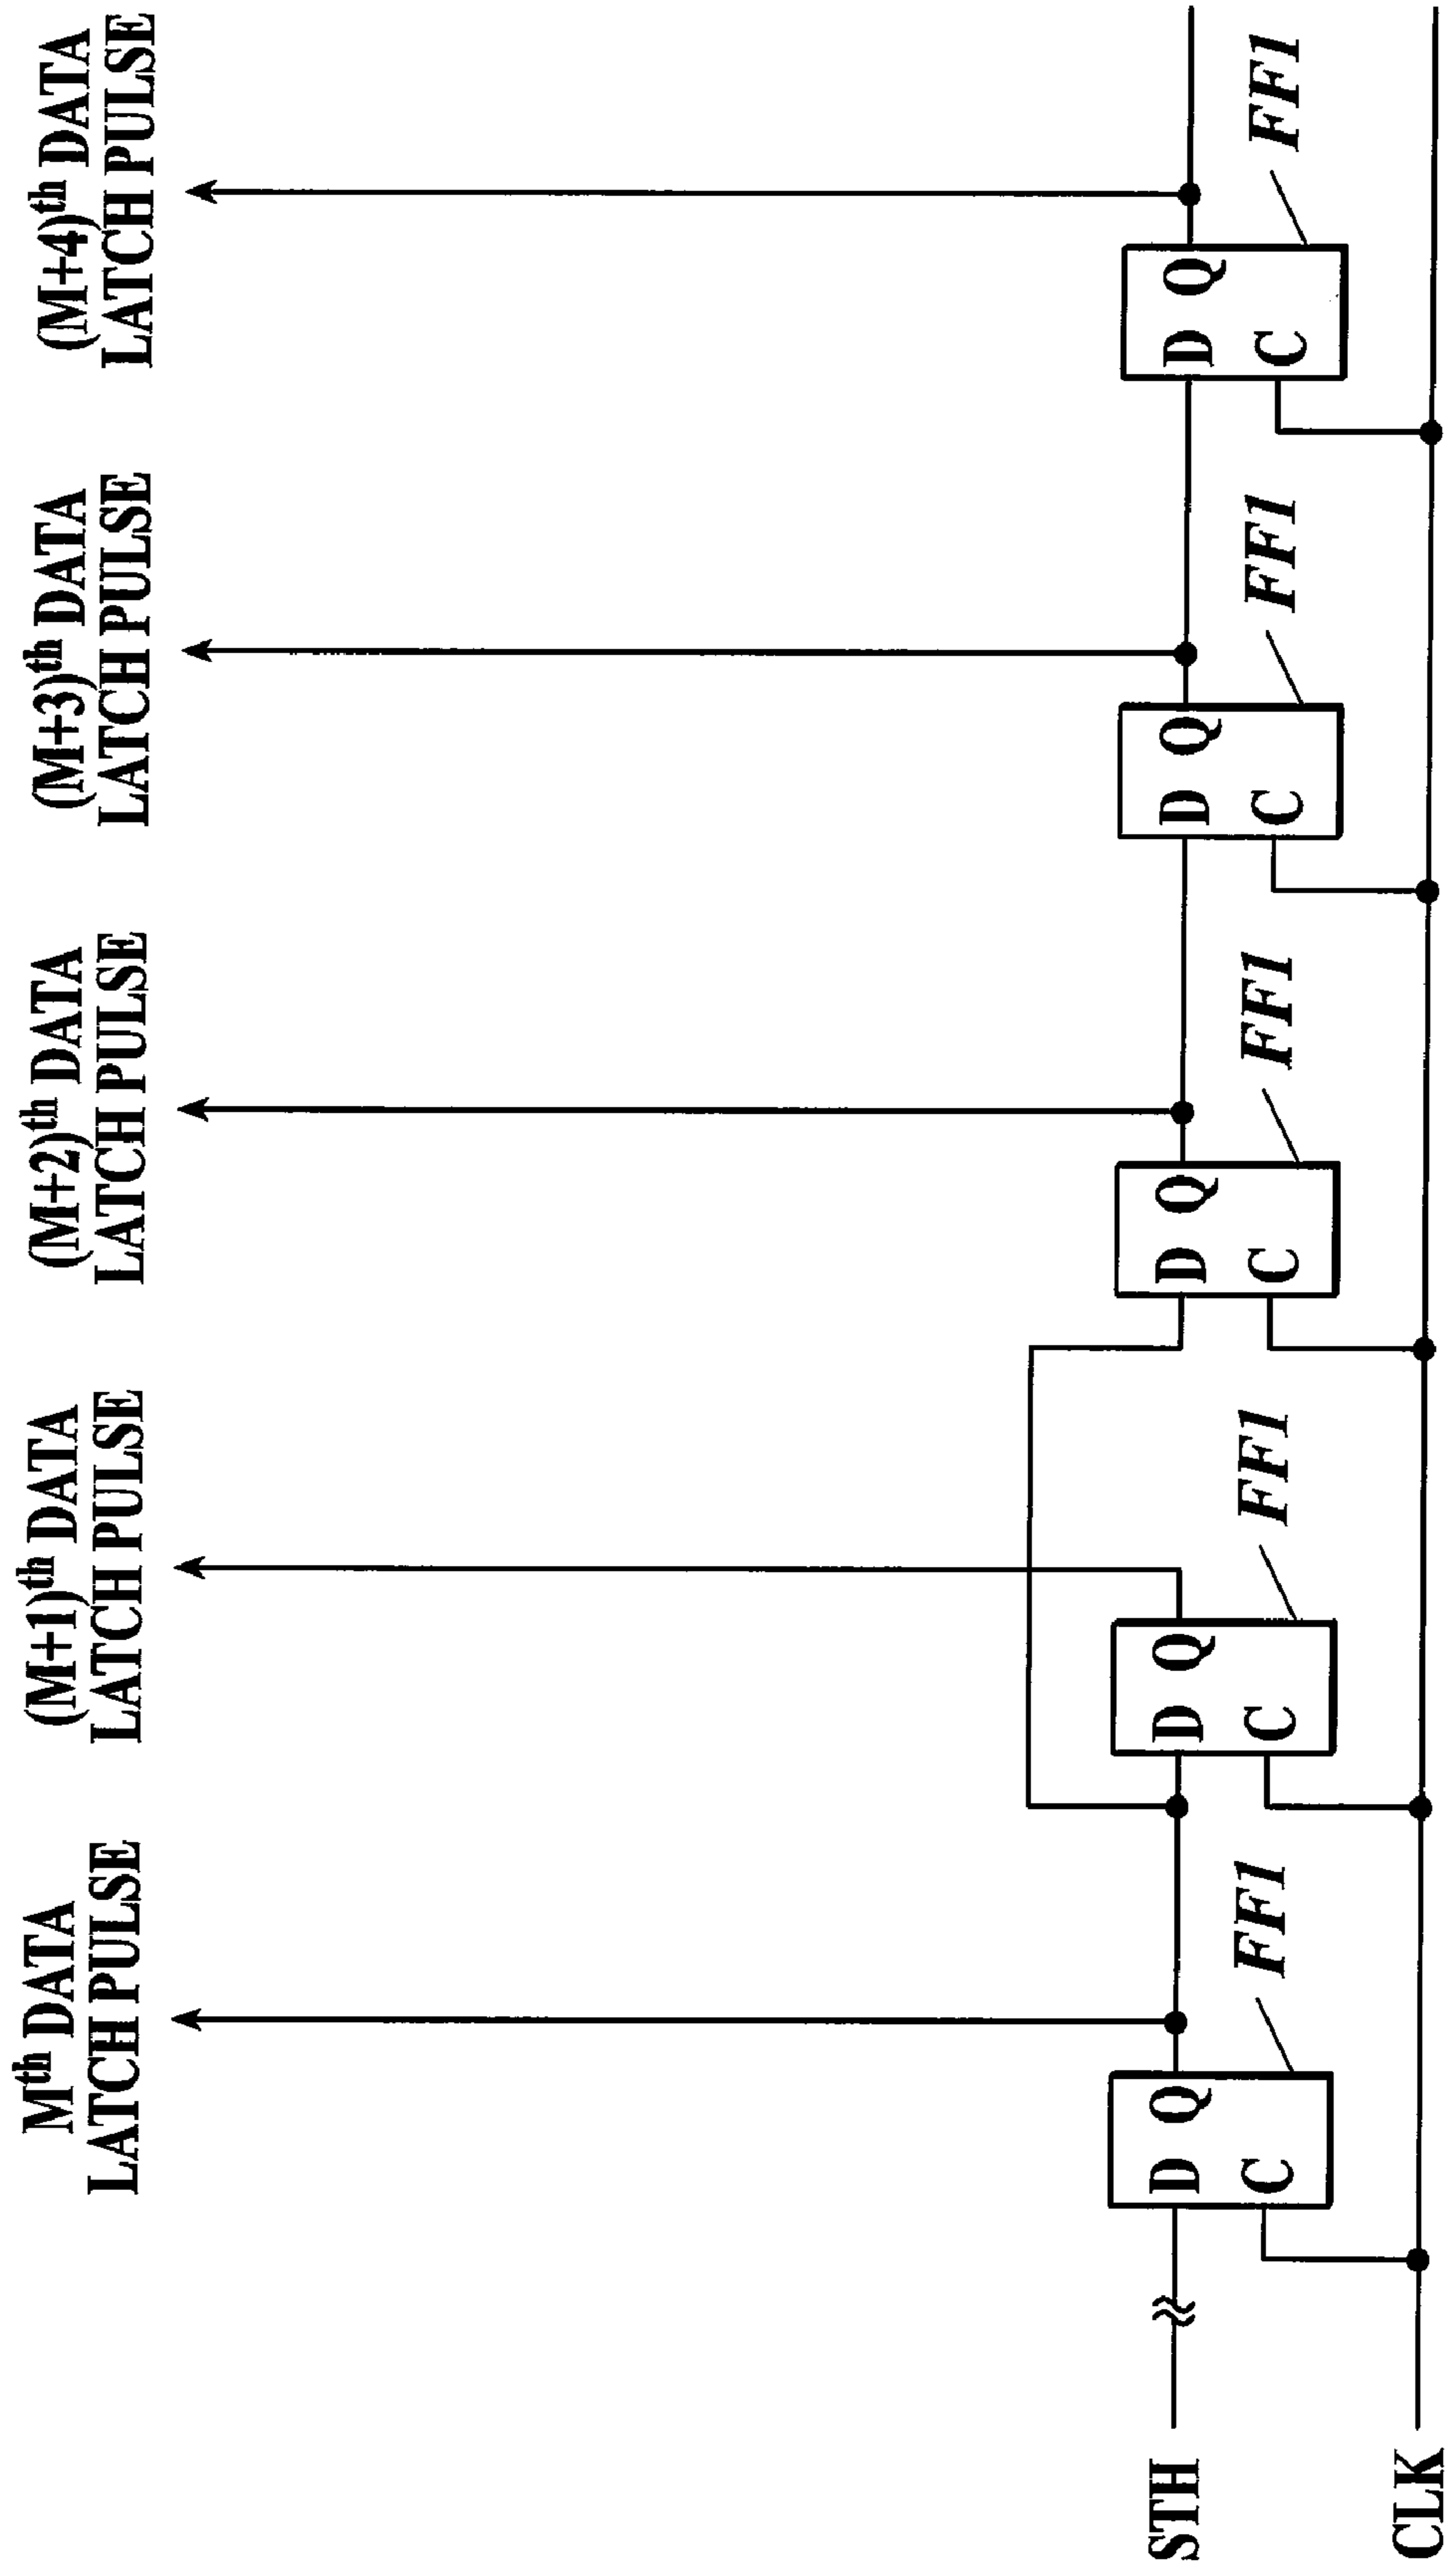 Mth DATA
LATCH PULSE
(M+1)th DATA
LATCH PULSE
(M+2)th DATA
LATCH PULSE
(M+3)th DATA
LATCH PULSE
(M+4)th DATA
LATCH PULSE
FF1
FF1
FF1
FF1
FF1
STH
D Q
D Q
D Q
D Q
D Q
C
C
C
C
C
CLK